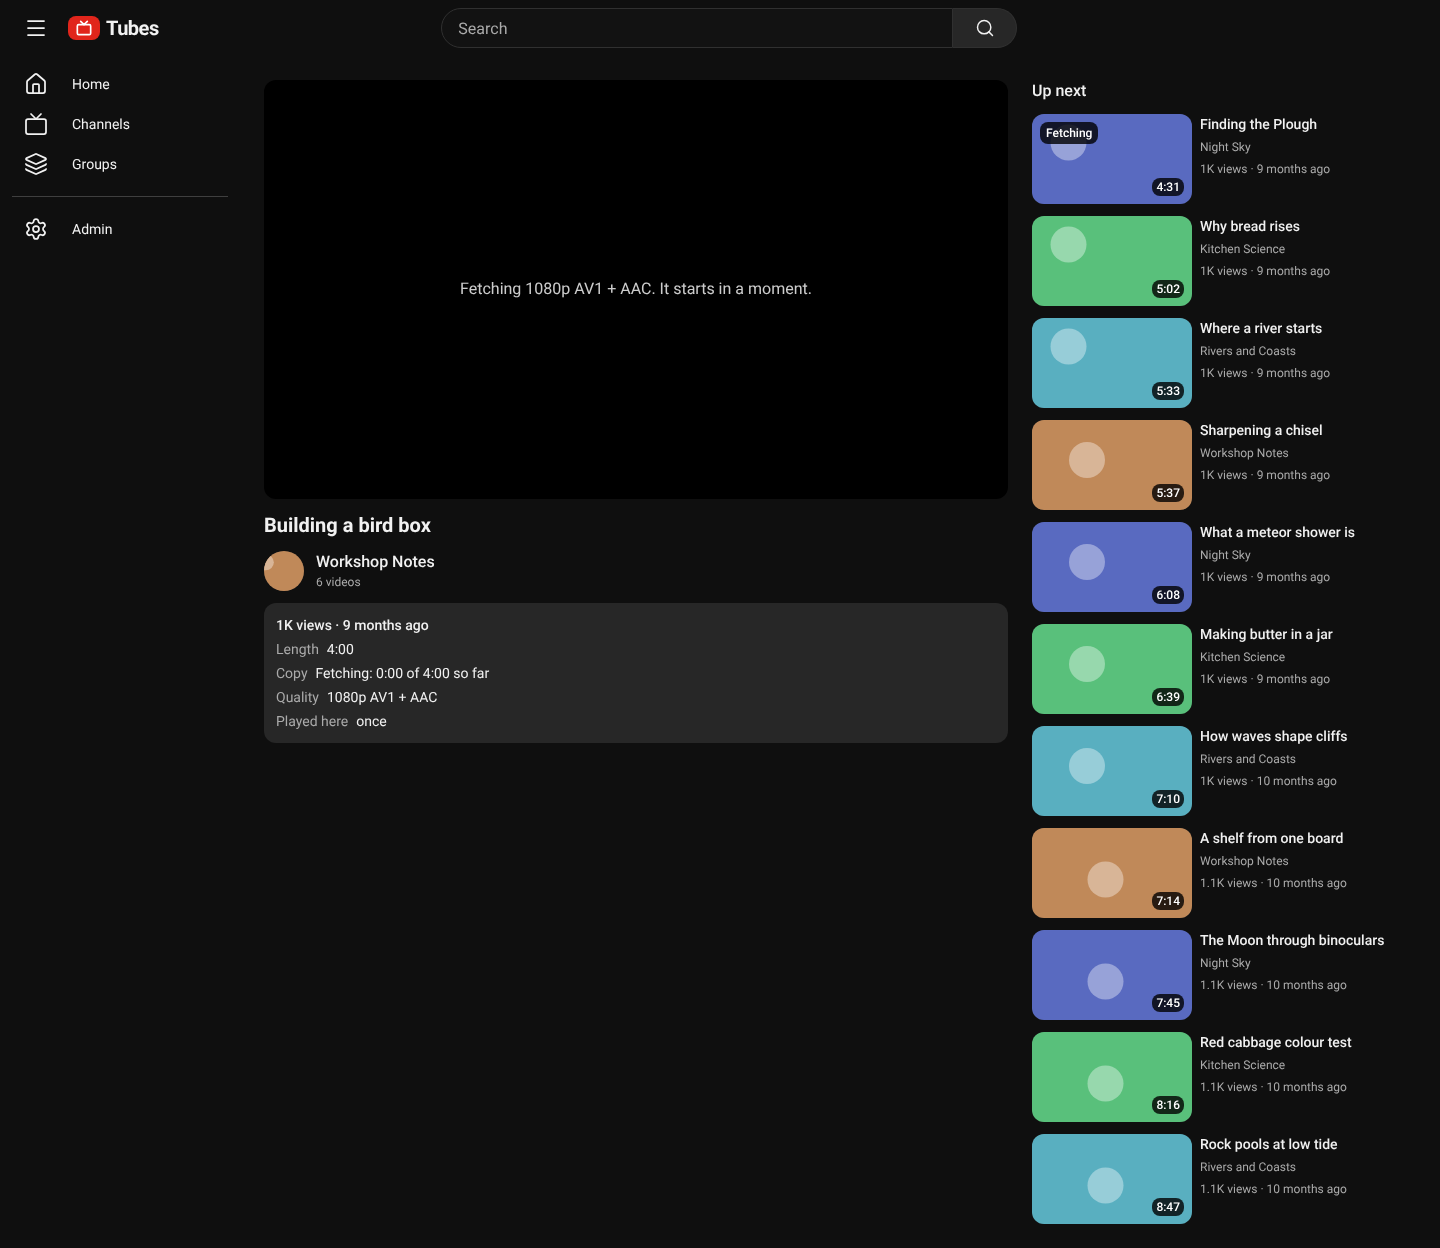 Tubes
Search
Home
Channels
Groups
Admin
Fetching 1080p AV1 + AAC. It starts in a moment.
Building a bird box
Workshop Notes
6 videos
1K views · 9 months ago
Length 4:00
Copy Fetching: 0:00 of 4:00 so far
Quality 1080p AV1 + AAC
Played here once
Up next
Fetching
4:31
Finding the Plough
Night Sky
1K views · 9 months ago
5:02
Why bread rises
Kitchen Science
1K views · 9 months ago
5:33
Where a river starts
Rivers and Coasts
1K views · 9 months ago
5:37
Sharpening a chisel
Workshop Notes
1K views · 9 months ago
6:08
What a meteor shower is
Night Sky
1K views · 9 months ago
6:39
Making butter in a jar
Kitchen Science
1K views · 9 months ago
7:10
How waves shape cliffs
Rivers and Coasts
1K views · 10 months ago
7:14
A shelf from one board
Workshop Notes
1.1K views · 10 months ago
7:45
The Moon through binoculars
Night Sky
1.1K views · 10 months ago
8:16
Red cabbage colour test
Kitchen Science
1.1K views · 10 months ago
8:47
Rock pools at low tide
Rivers and Coasts
1.1K views · 10 months ago